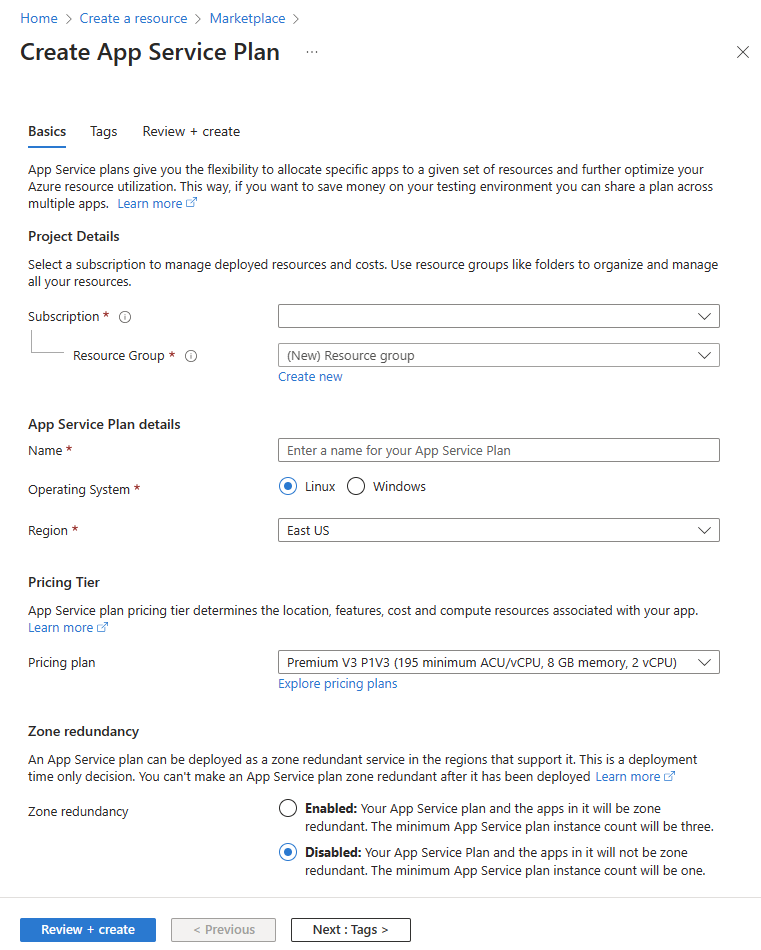 Home > Create a resource > Marketplace >
Create App Service Plan ...
Basics Tags Review + create
App Service plans give you the flexibility to allocate specific apps to a given set of resources and further optimize your
Azure resource utilization. This way, if you want to save money on your testing environment you can share a plan across
multiple apps. Learn more
Project Details
Select a subscription to manage deployed resources and costs. Use resource groups like folders to organize and manage
all your resources.
Subscription *
Resource Group * (New) Resource group
Create new
App Service Plan details
Name * Enter a name for your App Service Plan
Operating System * Linux Windows
Region * East US
Pricing Tier
App Service plan pricing tier determines the location, features, cost and compute resources associated with your app.
Learn more
Pricing plan Premium V3 P1V3 (195 minimum ACU/vCPU, 8 GB memory, 2 vCPU)
Explore pricing plans
Zone redundancy
An App Service plan can be deployed as a zone redundant service in the regions that support it. This is a deployment
time only decision. You can't make an App Service plan zone redundant after it has been deployed Learn more
Zone redundancy Enabled: Your App Service plan and the apps in it will be zone
redundant. The minimum App Service plan instance count will be three.
Disabled: Your App Service Plan and the apps in it will not be zone
redundant. The minimum App Service plan instance count will be one.
Review + create < Previous Next : Tags >